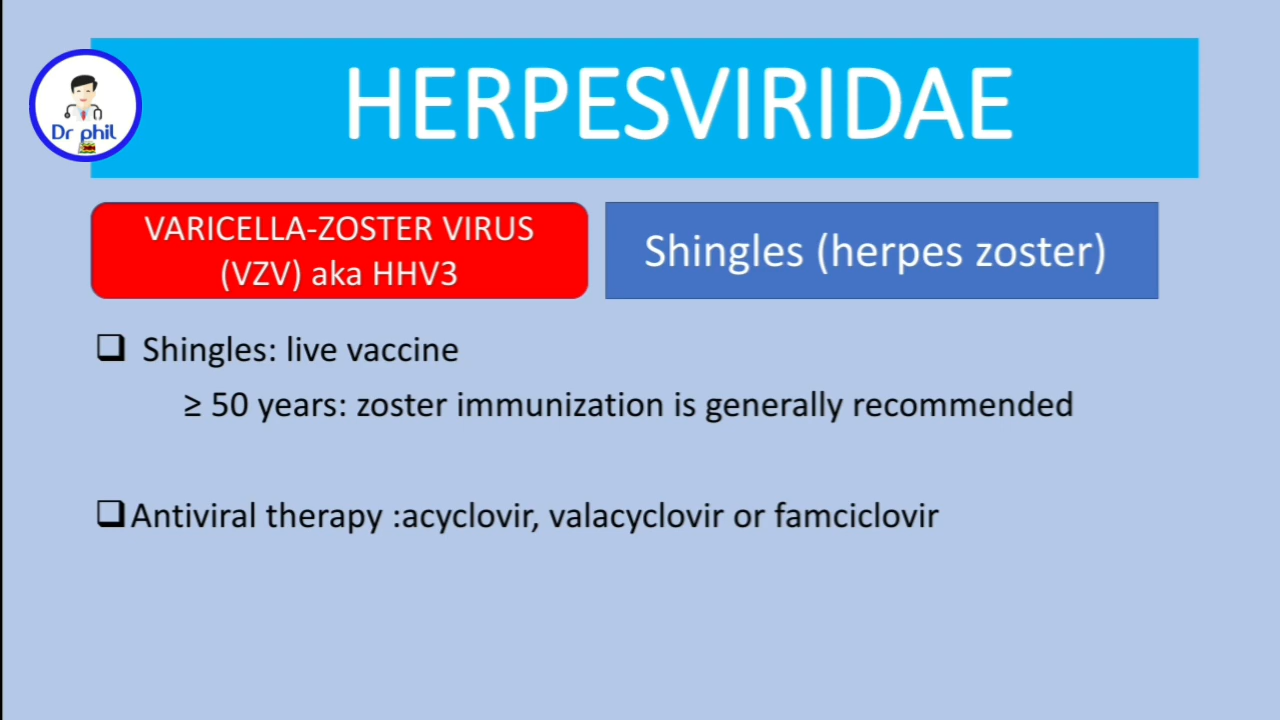 HERPESVIRIDAE
Dr phil
VARICELLA-ZOSTER VIRUS
(VZV) aka HHV3
Shingles (herpes zoster)
❑ Shingles: live vaccine
≥ 50 years: zoster immunization is generally recommended
❑Antiviral therapy :acyclovir, valacyclovir or famciclovir